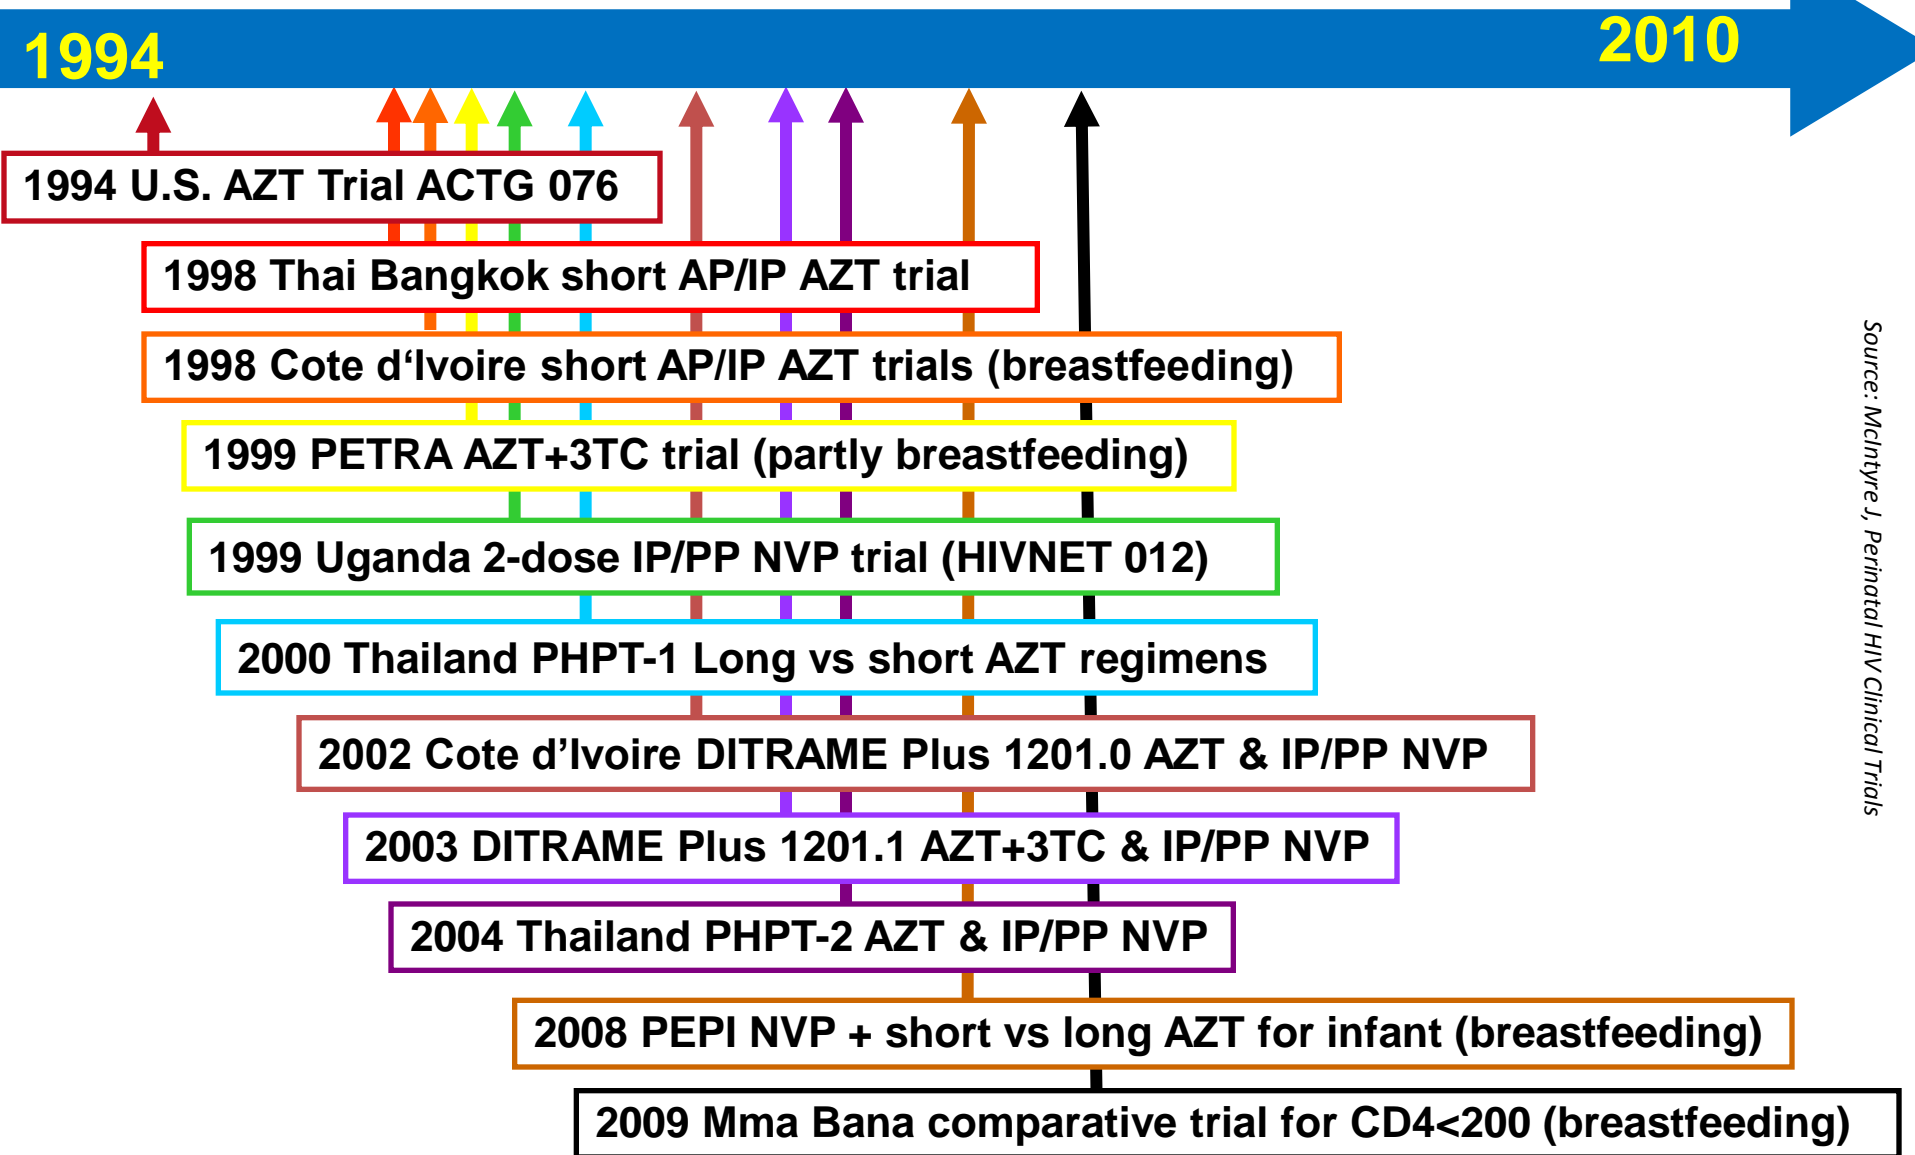 1994
2010
1994 U.S. AZT Trial ACTG 076
1998 Thai Bangkok short AP/IP AZT trial
1998 Cote d‘Ivoire short AP/IP AZT trials (breastfeeding)
1999 PETRA AZT+3TC trial (partly breastfeeding)
1999 Uganda 2-dose IP/PP NVP trial (HIVNET 012)
2000 Thailand PHPT-1 Long vs short AZT regimens
2002 Cote d’Ivoire DITRAME Plus 1201.0 AZT & IP/PP NVP
2003 DITRAME Plus 1201.1 AZT+3TC & IP/PP NVP
2004 Thailand PHPT-2 AZT & IP/PP NVP
2008 PEPI NVP + short vs long AZT for infant (breastfeeding)
2009 Mma Bana comparative trial for CD4<200 (breastfeeding)
Source: McIntyre J, Perinatal HIV Clinical Trials